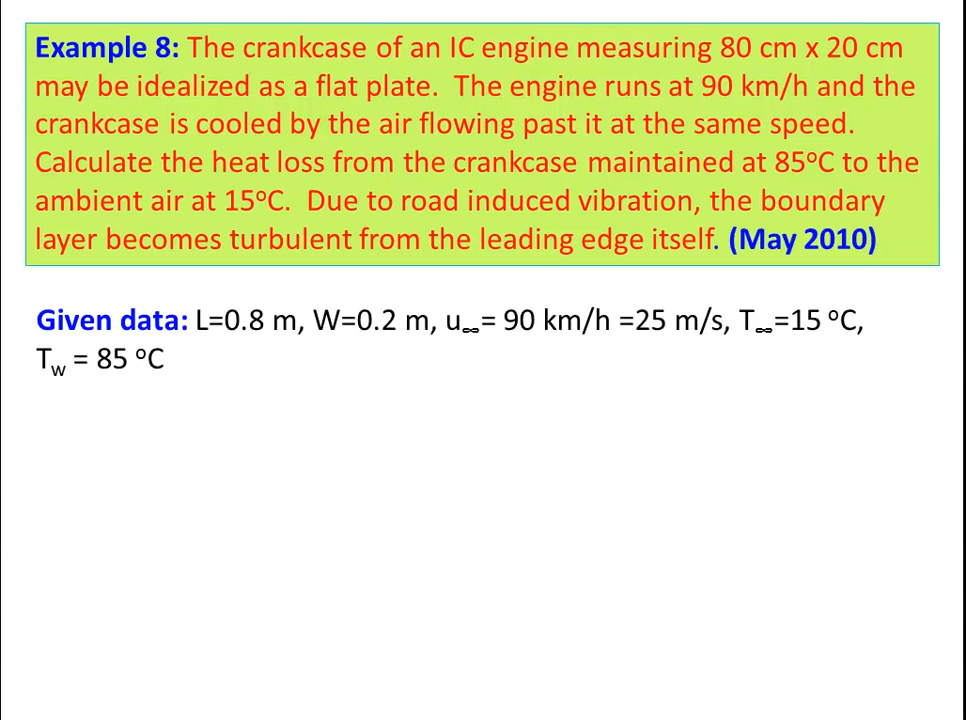 Example 8: The crankcase of an IC engine measuring 80 cm x 20 cm
may be idealized as a flat plate. The engine runs at 90 km/h and the
crankcase is cooled by the air flowing past it at the same speed.
Calculate the heat loss from the crankcase maintained at 85ºC to the
ambient air at 15ºC. Due to road induced vibration, the boundary
layer becomes turbulent from the leading edge itself. (May 2010)
Given data: L=0.8 m, W=0.2 m, u∞= 90 km/h =25 m/s, T∞=15 ºC,
Tw = 85 ºC